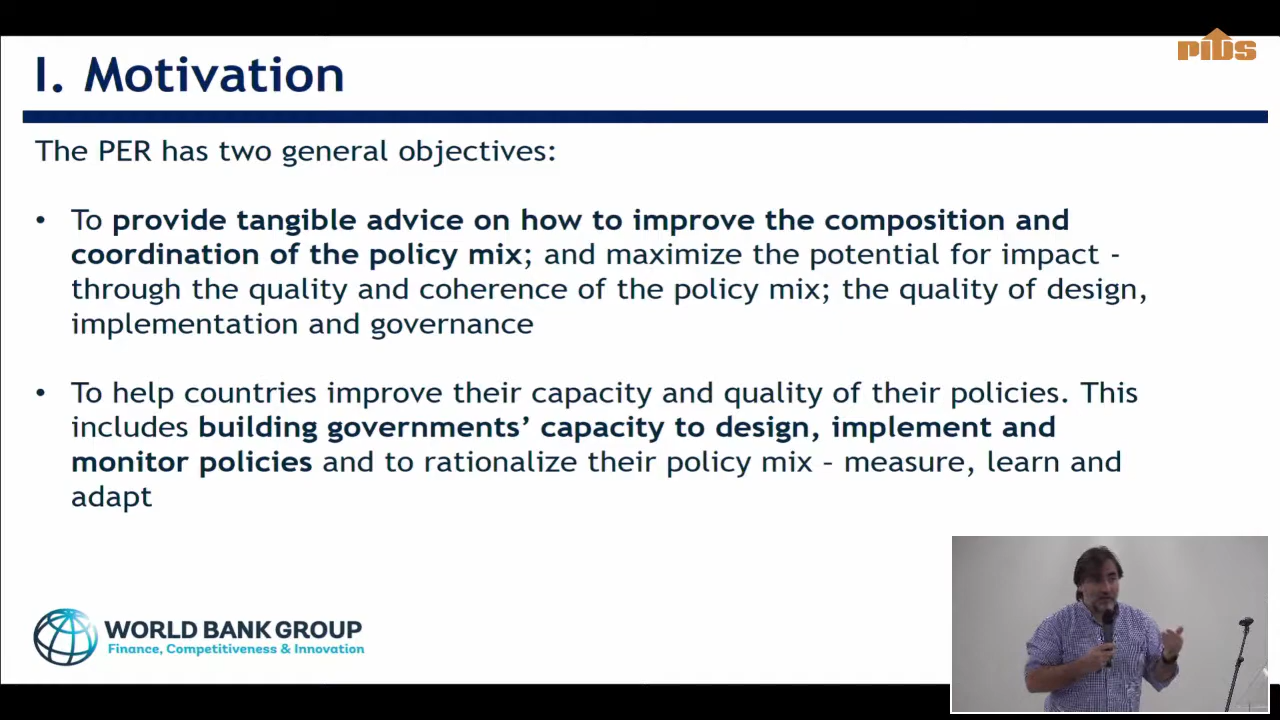 PIDS
I. Motivation
The PER has two general objectives:
• To provide tangible advice on how to improve the composition and
coordination of the policy mix; and maximize the potential for impact -
through the quality and coherence of the policy mix; the quality of design,
implementation and governance
• To help countries improve their capacity and quality of their policies. This
includes building governments’ capacity to design, implement and
monitor policies and to rationalize their policy mix – measure, learn and
adapt
WORLD BANK GROUP
Finance, Competitiveness & Innovation